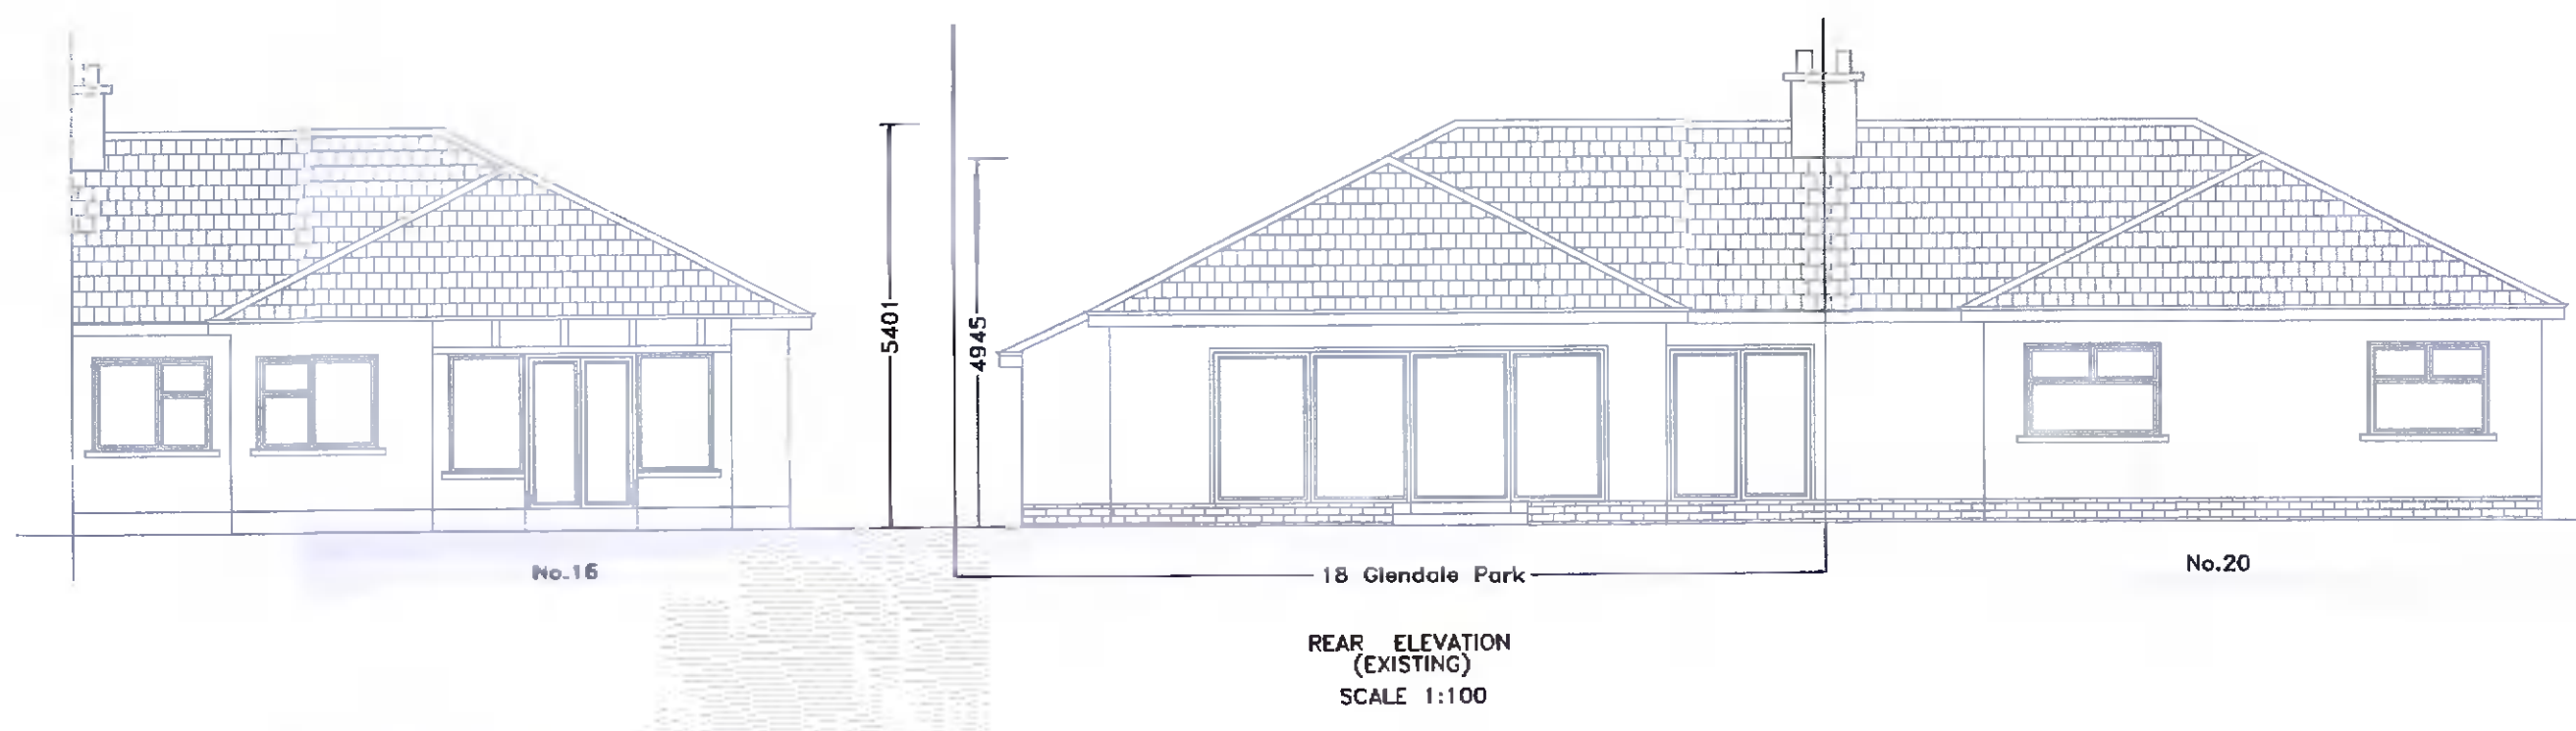 5401
4945
No.16
18 Glendale Park
No.20
REAR ELEVATION
(EXISTING)
SCALE 1:100